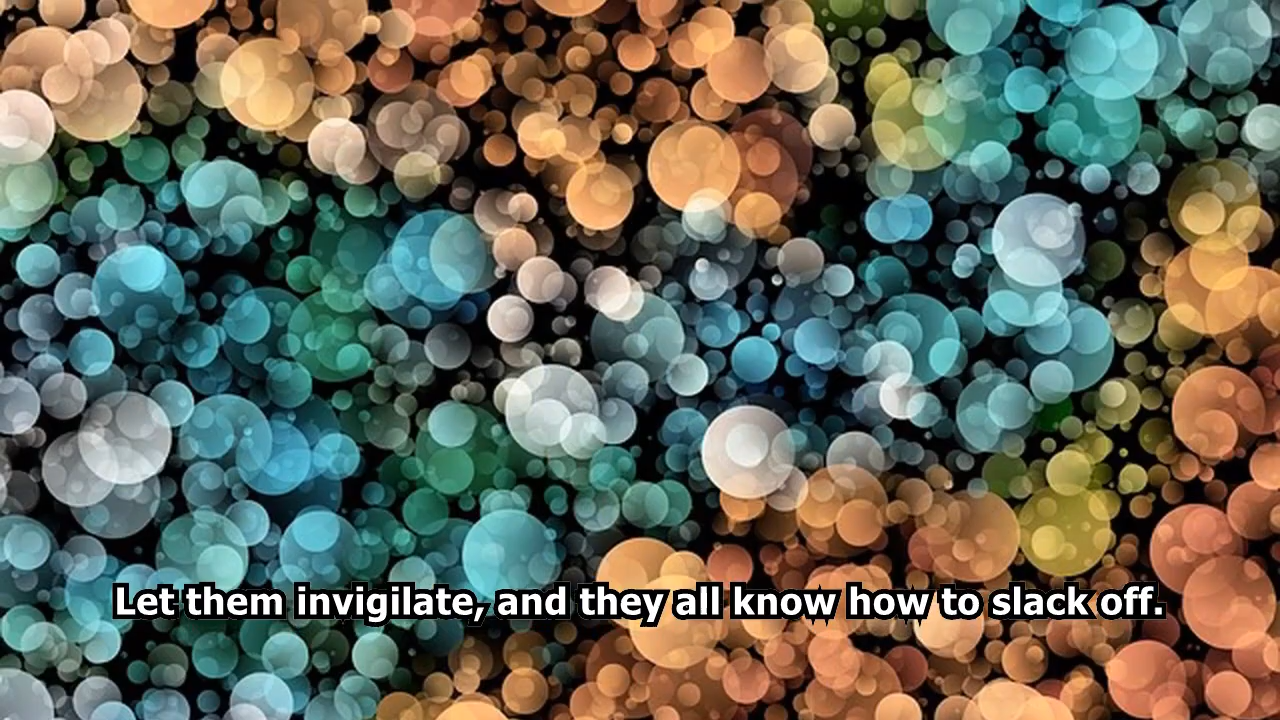 Let them invigilate, and they all know how to slack off.